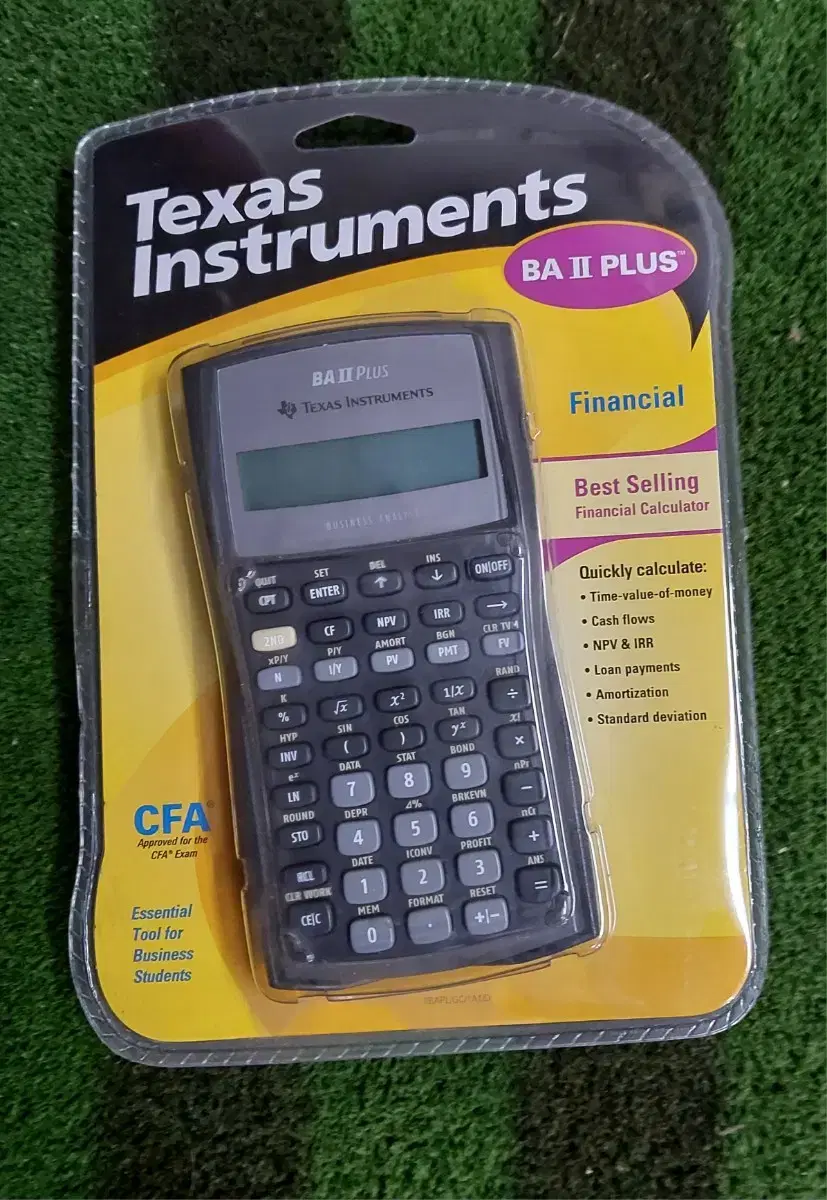 Texas
Instruments
BA II PLUS™
Financial
Best Selling
Financial Calculator
Quickly calculate:
• Time-value-of-money
• Cash flows
• NPV & IRR
• Loan payments
• Amortization
• Standard deviation
BA II PLUS
TEXAS INSTRUMENTS
BUSINESS ANALYST
QUIT SET DEL INS
CPT ENTER ↑ ↓ ON|OFF
2ND CF NPV IRR →
xP/Y P/Y AMORT BGN CLR TVM
N I/Y PV PMT FV
K RAND
% √x x² 1/x ÷
HYP SIN COS TAN x!
INV ( ) yˣ ×
eˣ DATA STAT BOND nPr
LN 7 8 9 −
ROUND DEPR Δ% BRKEVN nCr
STO 4 5 6 +
DATE ICONV PROFIT ANS
RCL 1 2 3 =
CLR WORK MEM FORMAT RESET
CE|C 0 . +|−
CFA®
Approved for the
CFA® Exam
Essential
Tool for
Business
Students